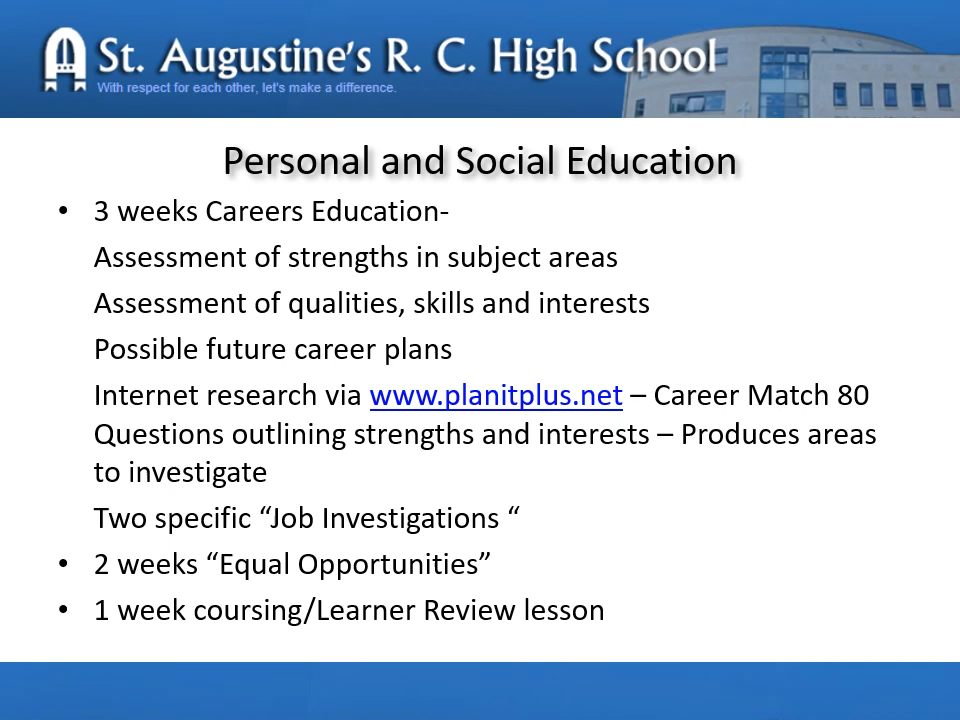 St. Augustine's R. C. High School
With respect for each other, let's make a difference.
Personal and Social Education
• 3 weeks Careers Education-
Assessment of strengths in subject areas
Assessment of qualities, skills and interests
Possible future career plans
Internet research via www.planitplus.net – Career Match 80
Questions outlining strengths and interests – Produces areas
to investigate
Two specific “Job Investigations “
• 2 weeks “Equal Opportunities”
• 1 week coursing/Learner Review lesson